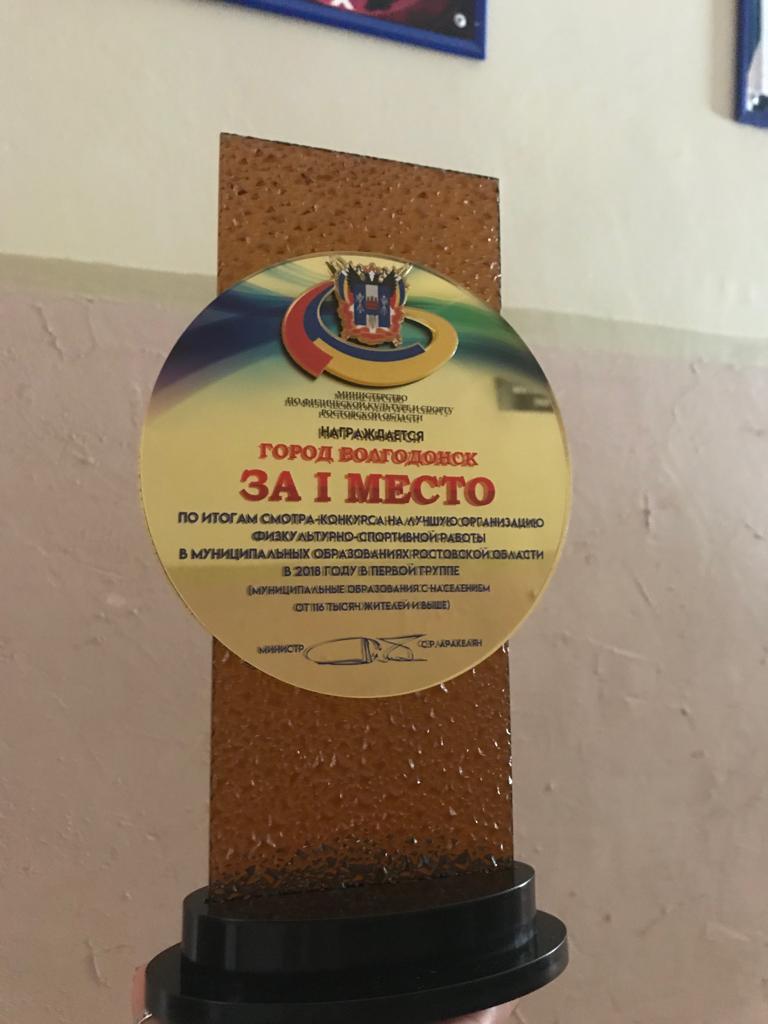 МИНИСТЕРСТВО
ПО ФИЗИЧЕСКОЙ КУЛЬТУРЕ И СПОРТУ
РОСТОВСКОЙ ОБЛАСТИ
НАГРАЖДАЕТСЯ
ГОРОД ВОЛГОДОНСК
ЗА I МЕСТО
ПО ИТОГАМ СМОТРА-КОНКУРСА НА ЛУЧШУЮ ОРГАНИЗАЦИЮ
ФИЗКУЛЬТУРНО-СПОРТИВНОЙ РАБОТЫ
В МУНИЦИПАЛЬНЫХ ОБРАЗОВАНИЯХ РОСТОВСКОЙ ОБЛАСТИ
В 2018 ГОДУ В ПЕРВОЙ ГРУППЕ
(МУНИЦИПАЛЬНЫЕ ОБРАЗОВАНИЯ С НАСЕЛЕНИЕМ
ОТ 116 ТЫСЯЧ ЖИТЕЛЕЙ И ВЫШЕ)
МИНИСТР С.Р. АРАКЕЛЯН